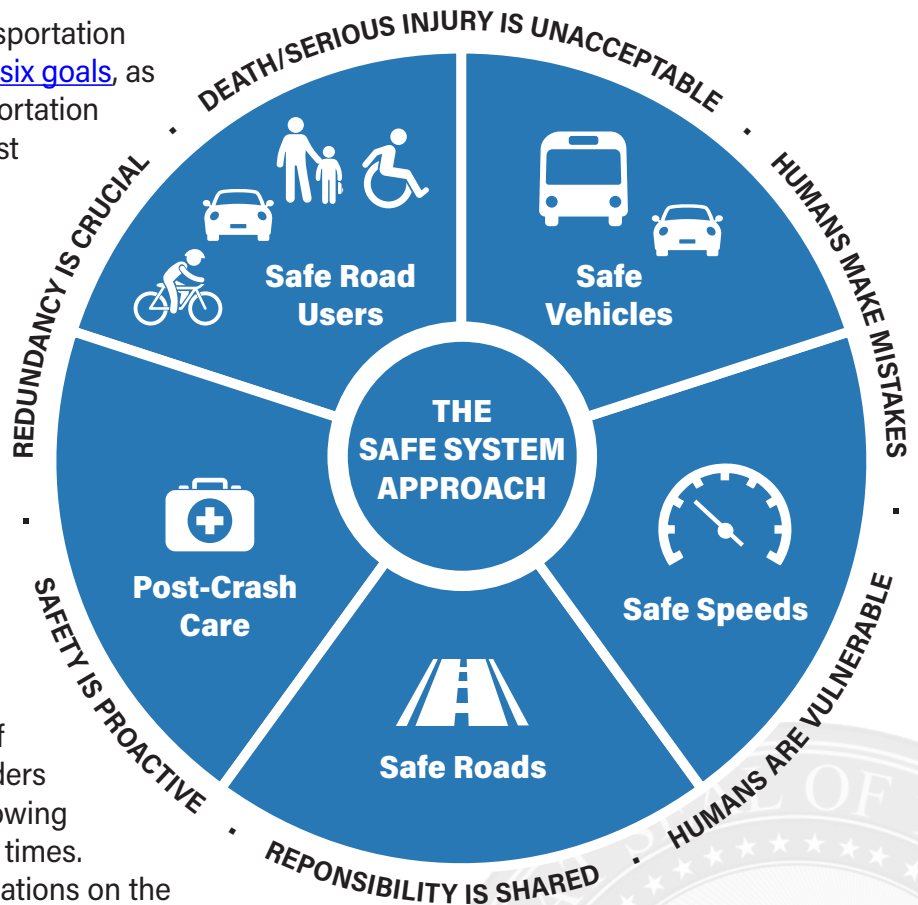 sportation
six goals, as
ortation
st
DEATH/SERIOUS INJURY IS UNACCEPTABLE
·
HUMANS MAKE MISTAKES
·
HUMANS ARE VULNERABLE
·
REPONSIBILITY IS SHARED
·
SAFETY IS PROACTIVE
·
REDUNDANCY IS CRUCIAL
·
Safe Road
Users
Safe
Vehicles
THE
SAFE SYSTEM
APPROACH
Post-Crash
Care
Safe Speeds
Safe Roads
f
ders
owing
times.
ations on the
SEAL OF